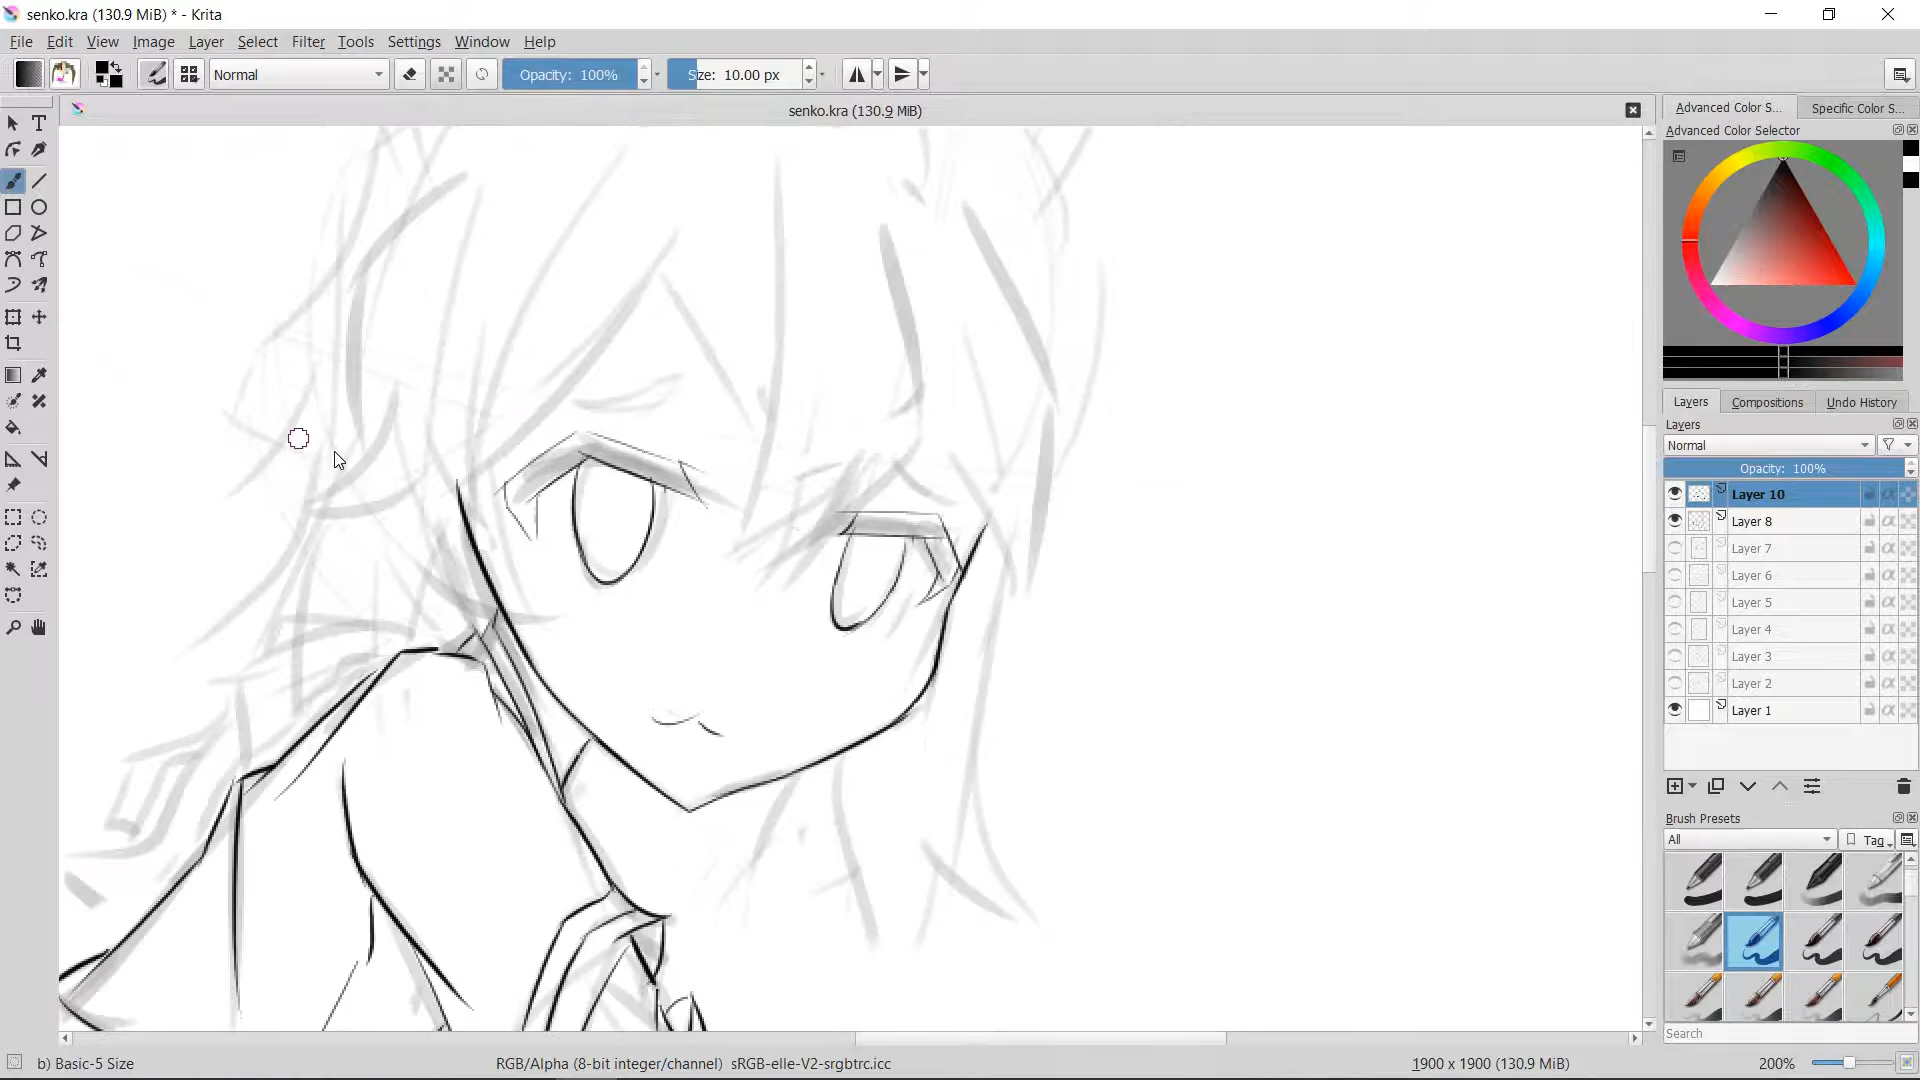 senko.kra (130.9 MiB) * - Krita
File Edit View Image Layer Select Filter Tools Settings Window Help
Normal Opacity: 100% Size: 10.00 px
senko.kra (130.9 MiB)
Advanced Color S... Specific Color S...
Advanced Color Selector
Layers Compositions Undo History
Layers
Normal
Opacity: 100%
Layer 10
Layer 8
Layer 7
Layer 6
Layer 5
Layer 4
Layer 3
Layer 2
Layer 1
Brush Presets
All Tag
Search
b) Basic-5 Size RGB/Alpha (8-bit integer/channel) sRGB-elle-V2-srgbtrc.icc 1900 x 1900 (130.9 MiB) 200%